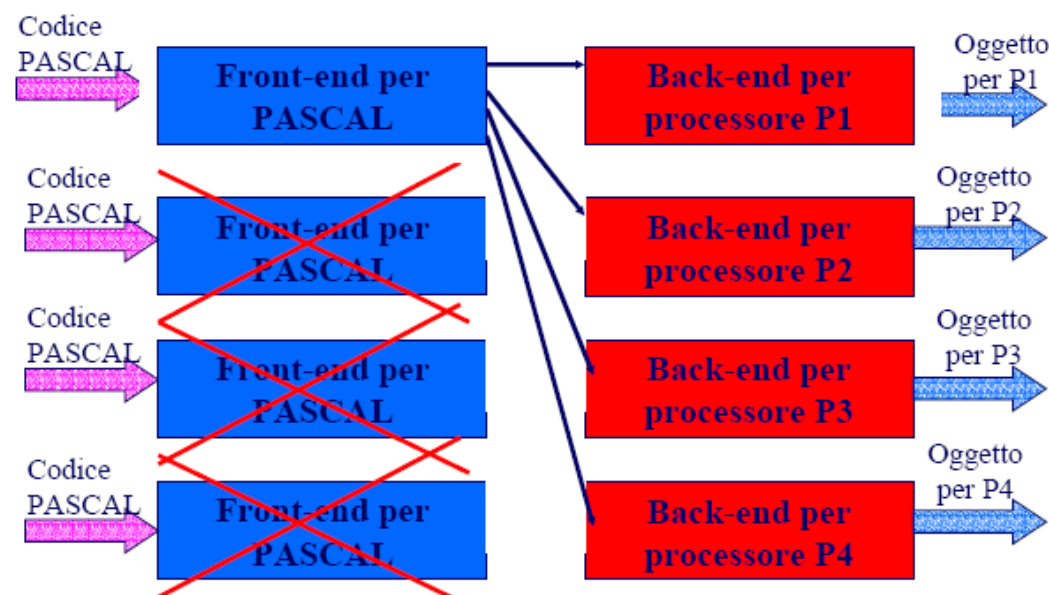 Codice
PASCAL
Front-end per
PASCAL
Back-end per
processore P1
Oggetto
per P1
Codice
PASCAL
Front-end per
PASCAL
Back-end per
processore P2
Oggetto
per P2
Codice
PASCAL
Front-end per
PASCAL
Back-end per
processore P3
Oggetto
per P3
Codice
PASCAL
Front-end per
PASCAL
Back-end per
processore P4
Oggetto
per P4